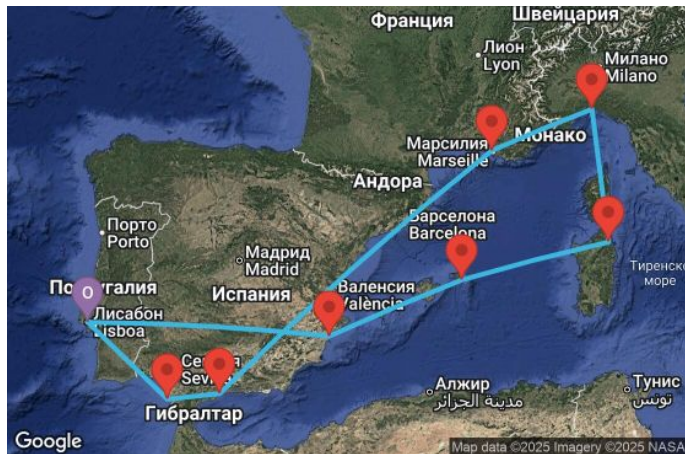 Франция
Швейцария
Лион
Lyon
Милано
Milano
Марсилия
Marseille
Монако
Андора
Порто
Porto
Барселона
Barcelona
Мадрид
Madrid
Тиренско
море
O
Испания
Валенсия
València
Лисабон
Lisboa
Гибралтар
Алжир
مدينة الجزائر
Тунис
تونس
Google
Map data ©2025 Imagery ©2025 NASA